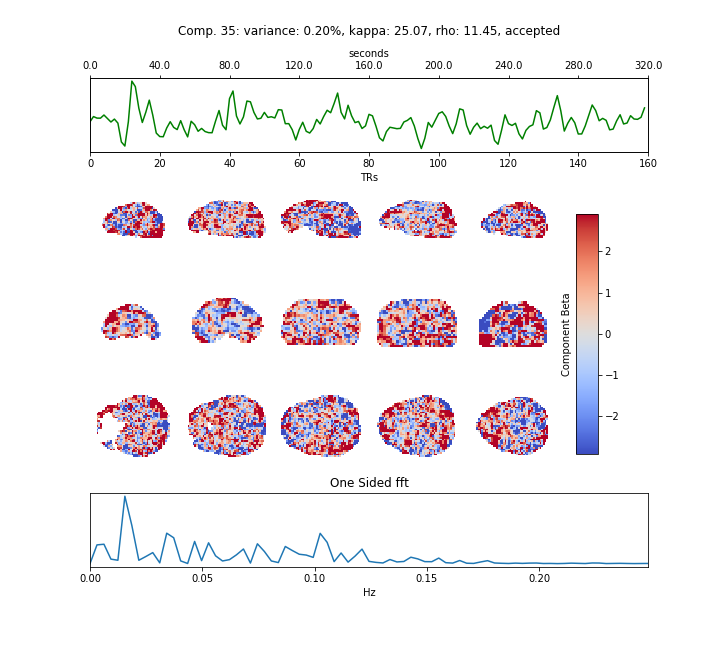 Comp. 35: variance: 0.20%, kappa: 25.07, rho: 11.45, accepted
seconds
0.0 40.0 80.0 120.0 160.0 200.0 240.0 280.0 320.0
0 20 40 60 80 100 120 140 160
TRs
2
1
0
−1
−2
Component Beta
One Sided fft
0.00 0.05 0.10 0.15 0.20
Hz